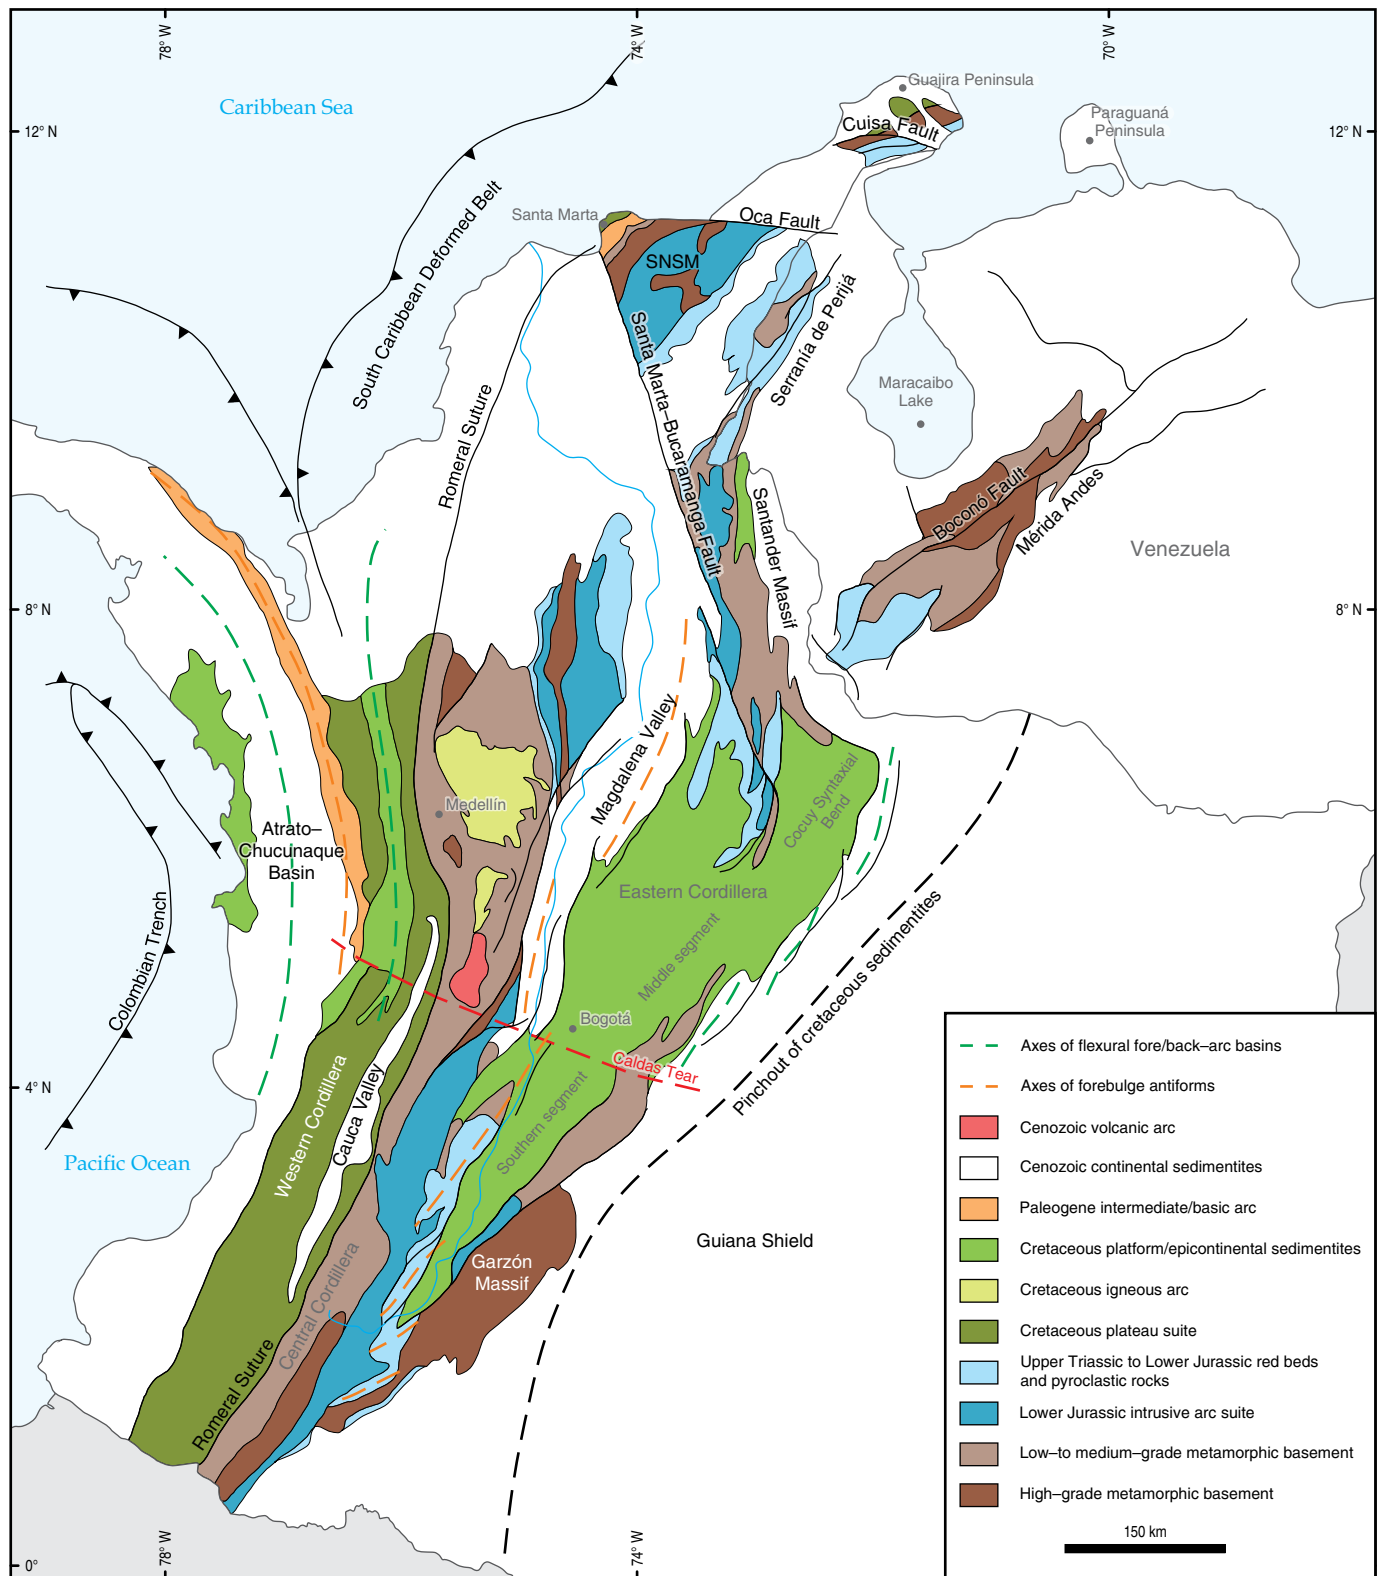 78° W
74° W
70° W
Caribbean Sea
Guajira Peninsula
12° N
Cuisa Fault
Paraguaná
Peninsula
12° N
South Caribbean Deformed Belt
Santa Marta
Oca Fault
SNSM
Serranía de Perijá
Santa Marta–Bucaramanga Fault
Romeral Suture
Maracaibo
Lake
Santander Massif
Boconó Fault
Mérida Andes
Venezuela
8° N
8° N
Magdalena Valley
Medellín
Cocuy Syntaxial
Bend
Atrato–
Chucunaque
Basin
Eastern Cordillera
Middle segment
Colombian Trench
Bogotá
Caldas Tear
Pinchout of cretaceous sedimentites
4° N
Western Cordillera
Cauca Valley
Southern segment
Pacific Ocean
Guiana Shield
Garzón
Massif
Central Cordillera
Romeral Suture
0°
78° W
74° W
Axes of flexural fore/back–arc basins
Axes of forebulge antiforms
Cenozoic volcanic arc
Cenozoic continental sedimentites
Paleogene intermediate/basic arc
Cretaceous platform/epicontinental sedimentites
Cretaceous igneous arc
Cretaceous plateau suite
Upper Triassic to Lower Jurassic red beds
and pyroclastic rocks
Lower Jurassic intrusive arc suite
Low–to medium–grade metamorphic basement
High–grade metamorphic basement
150 km